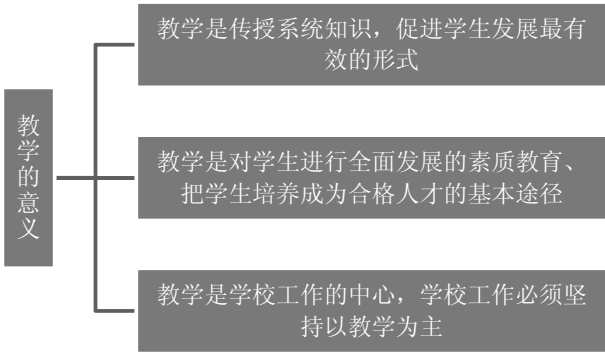 教学的意义
教学是传授系统知识，促进学生发展最有
效的形式
教学是对学生进行全面发展的素质教育、
把学生培养成为合格人才的基本途径
教学是学校工作的中心，学校工作必须坚
持以教学为主